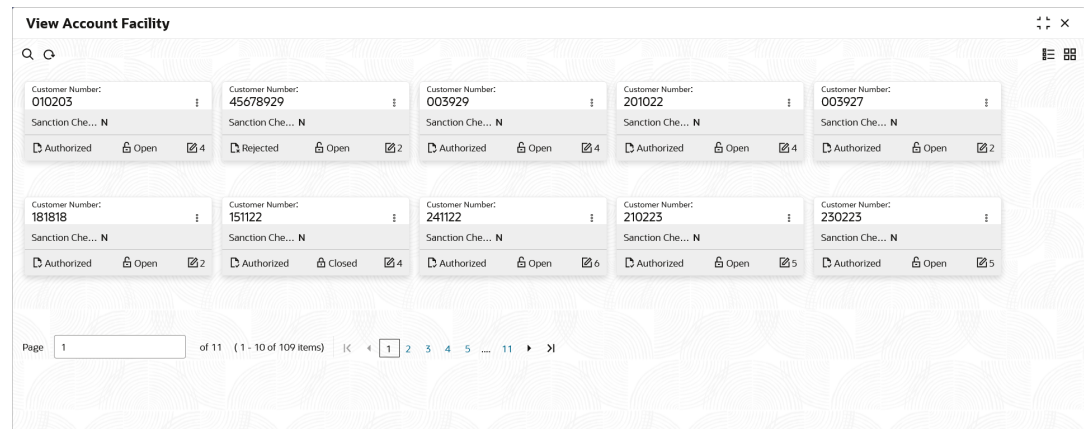 View Account Facility
Customer Number: Customer Number: Customer Number: Customer Number: Customer Number:
010203 45678929 003929 201022 003927
Sanction Che... N Sanction Che... N Sanction Che... N Sanction Che... N Sanction Che... N
Authorized Open 4 Rejected Open 2 Authorized Open 4 Authorized Open 4 Authorized Open 2
Customer Number: Customer Number: Customer Number: Customer Number: Customer Number:
181818 151122 241122 210223 230223
Sanction Che... N Sanction Che... N Sanction Che... N Sanction Che... N Sanction Che... N
Authorized Open 2 Authorized Closed 4 Authorized Open 6 Authorized Open 5 Authorized Open 5
Page 1 of 11 (1 - 10 of 109 items) 1 2 3 4 5 .... 11